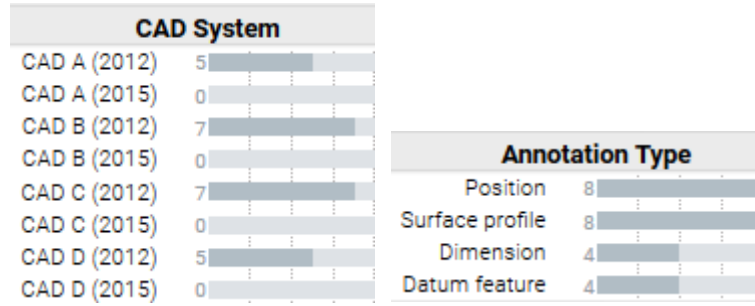 CAD System
CAD A (2012) 5
CAD A (2015) 0
CAD B (2012) 7
CAD B (2015) 0
CAD C (2012) 7
CAD C (2015) 0
CAD D (2012) 5
CAD D (2015) 0
Annotation Type
Position 8
Surface profile 8
Dimension 4
Datum feature 4